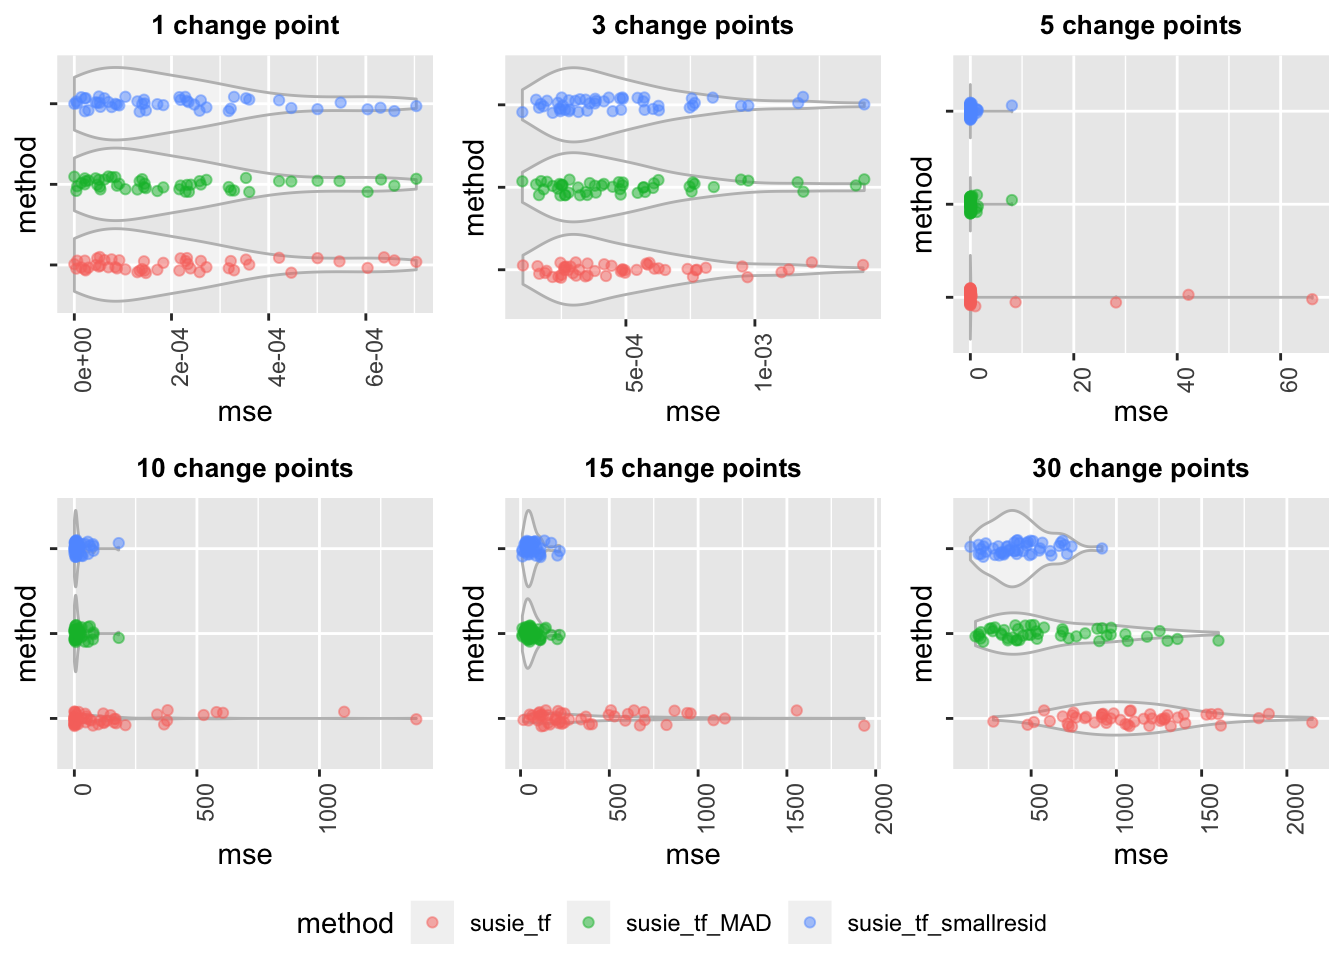 1 change point
3 change points
5 change points
method
method
method
0e+00
2e-04
4e-04
6e-04
5e-04
1e-03
0
20
40
60
mse
mse
mse
10 change points
15 change points
30 change points
method
method
method
0
500
1000
0
500
1000
1500
2000
500
1000
1500
2000
mse
mse
mse
method
susie_tf
susie_tf_MAD
susie_tf_smallresid